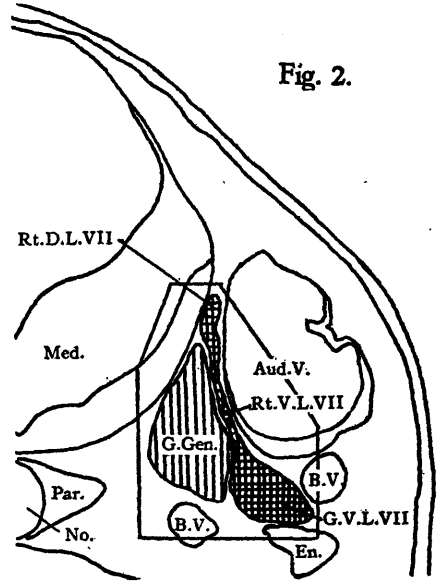 Fig. 2.
Rt.D.L.VII
Med.
Aud.V.
Rt.V.L.VII
G.Gen.
B.V.
Par.
B.V.
G.V.L.VII
No.
En.